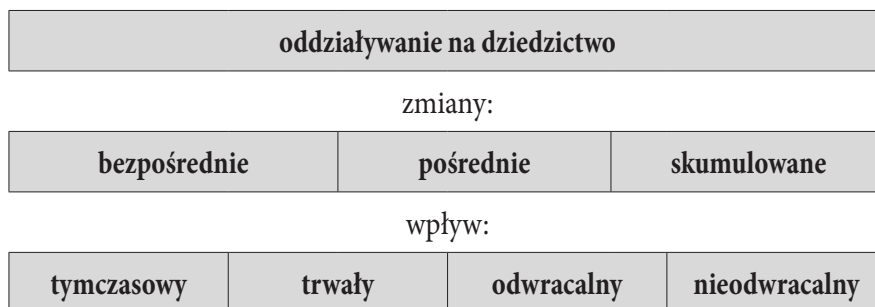 oddziaływanie na dziedzictwo
zmiany:
bezpośrednie pośrednie skumulowane
wpływ:
tymczasowy trwały odwracalny nieodwracalny